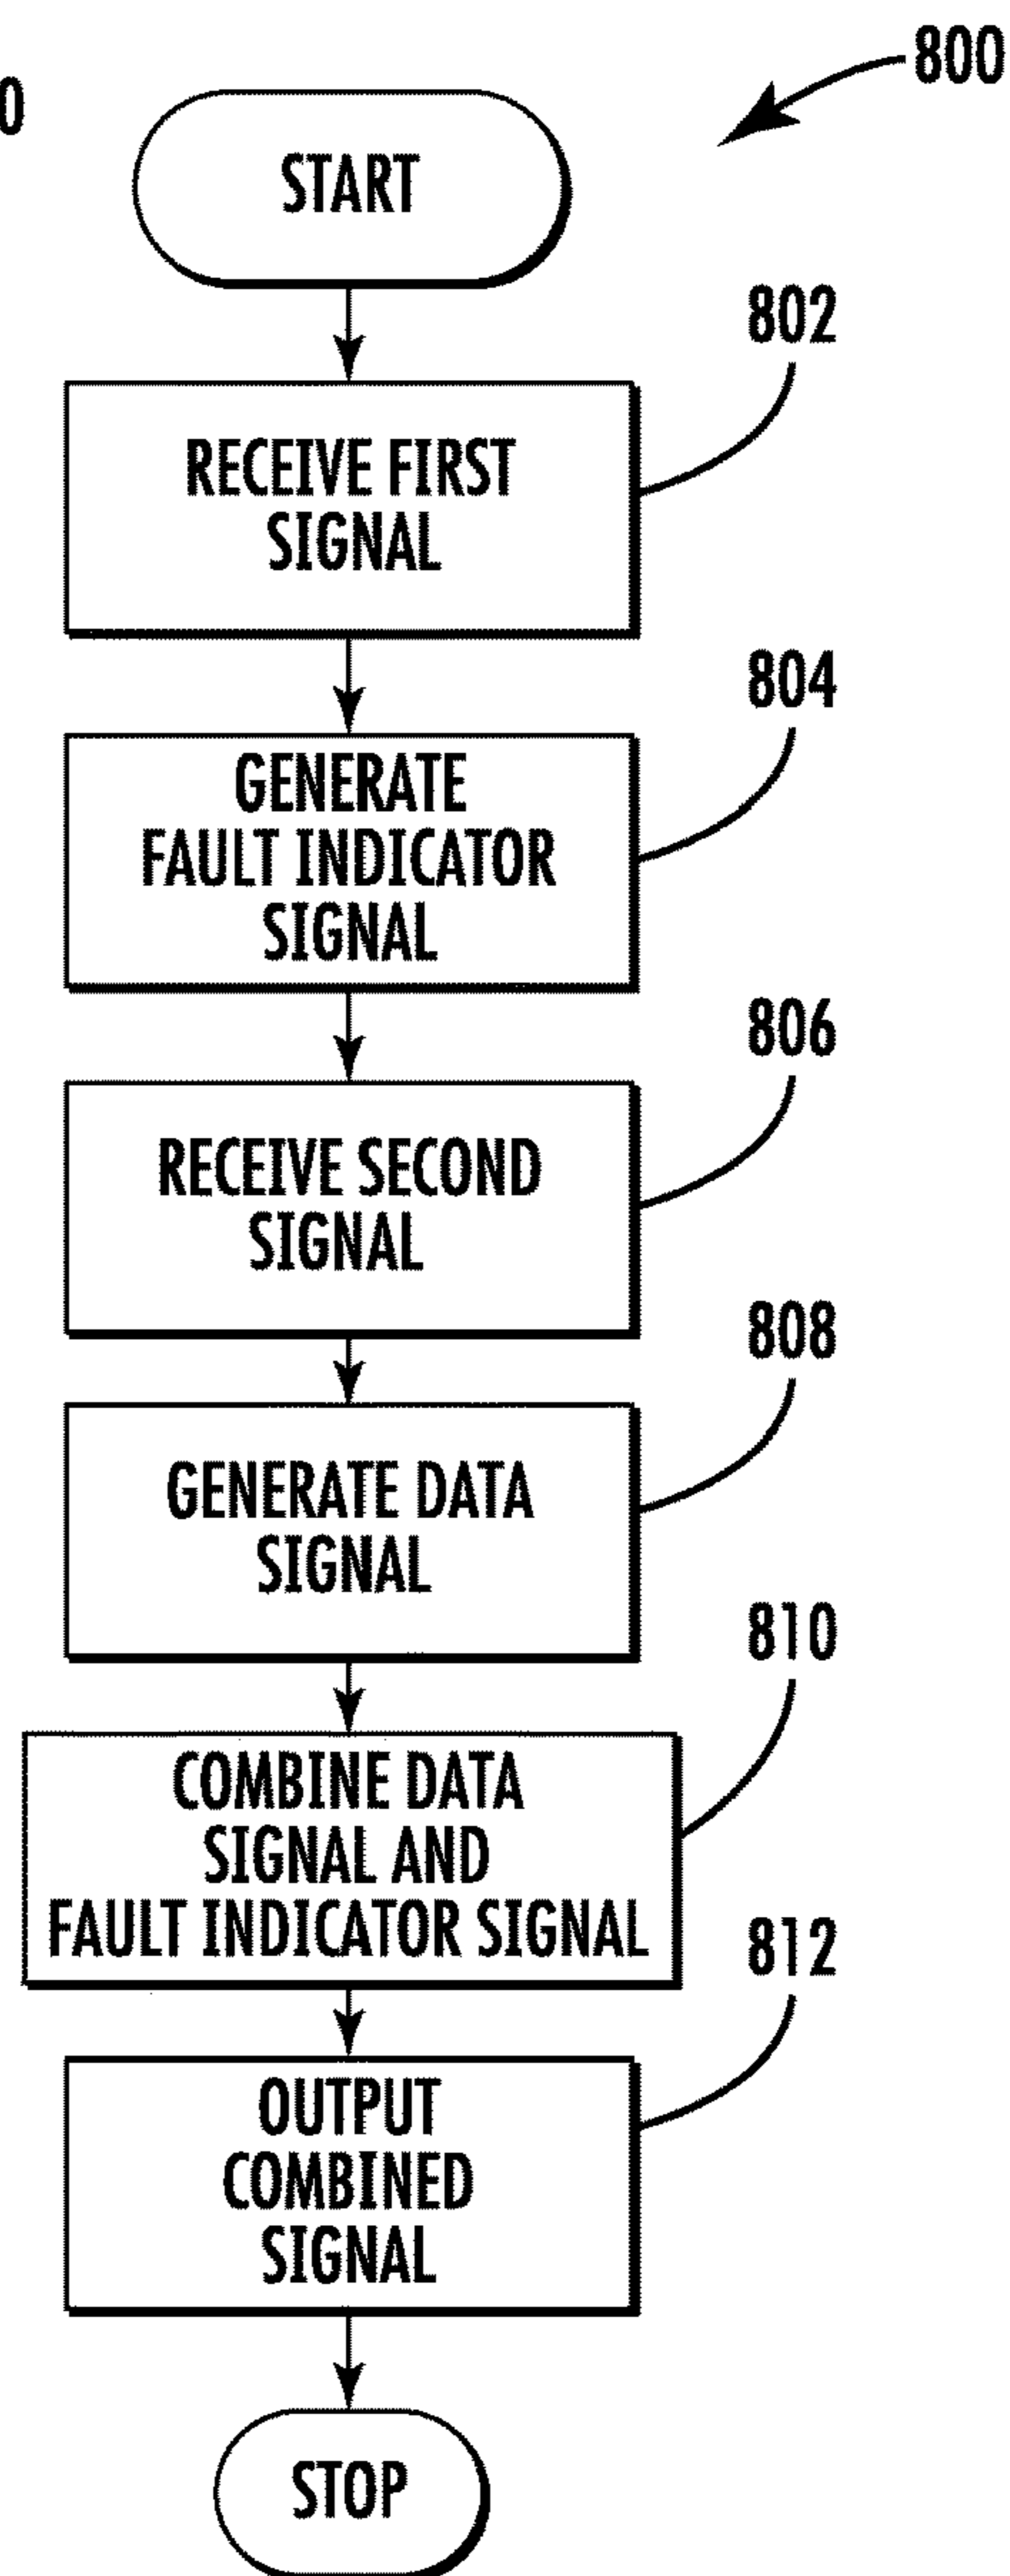 800
0
START
802
RECEIVE FIRST
SIGNAL
804
GENERATE
FAULT INDICATOR
SIGNAL
806
RECEIVE SECOND
SIGNAL
808
GENERATE DATA
SIGNAL
810
COMBINE DATA
SIGNAL AND
FAULT INDICATOR SIGNAL
812
OUTPUT
COMBINED
SIGNAL
STOP